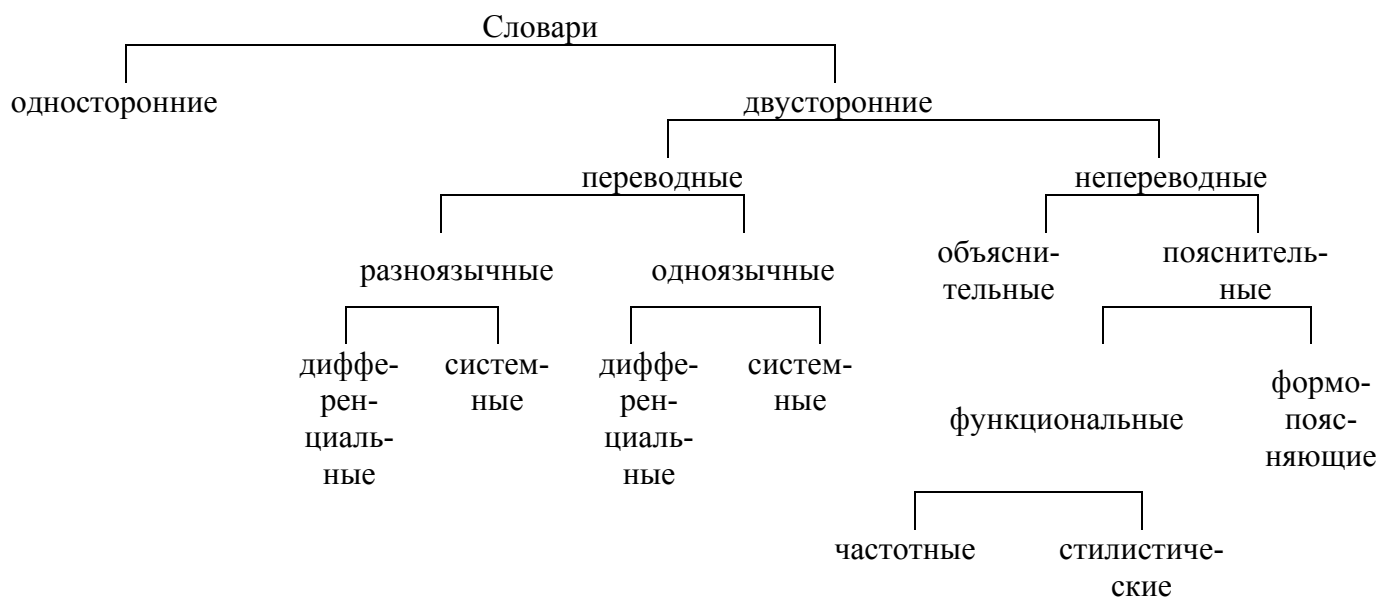 Словари
односторонние двусторонние
переводные непереводные
разноязычные одноязычные
объясни-
тельные
пояснитель-
ные
диффе-
рен-
циаль-
ные
систем-
ные
диффе-
рен-
циаль-
ные
систем-
ные
функциональные
формо-
пояс-
няющие
частотные
стилистиче-
ские